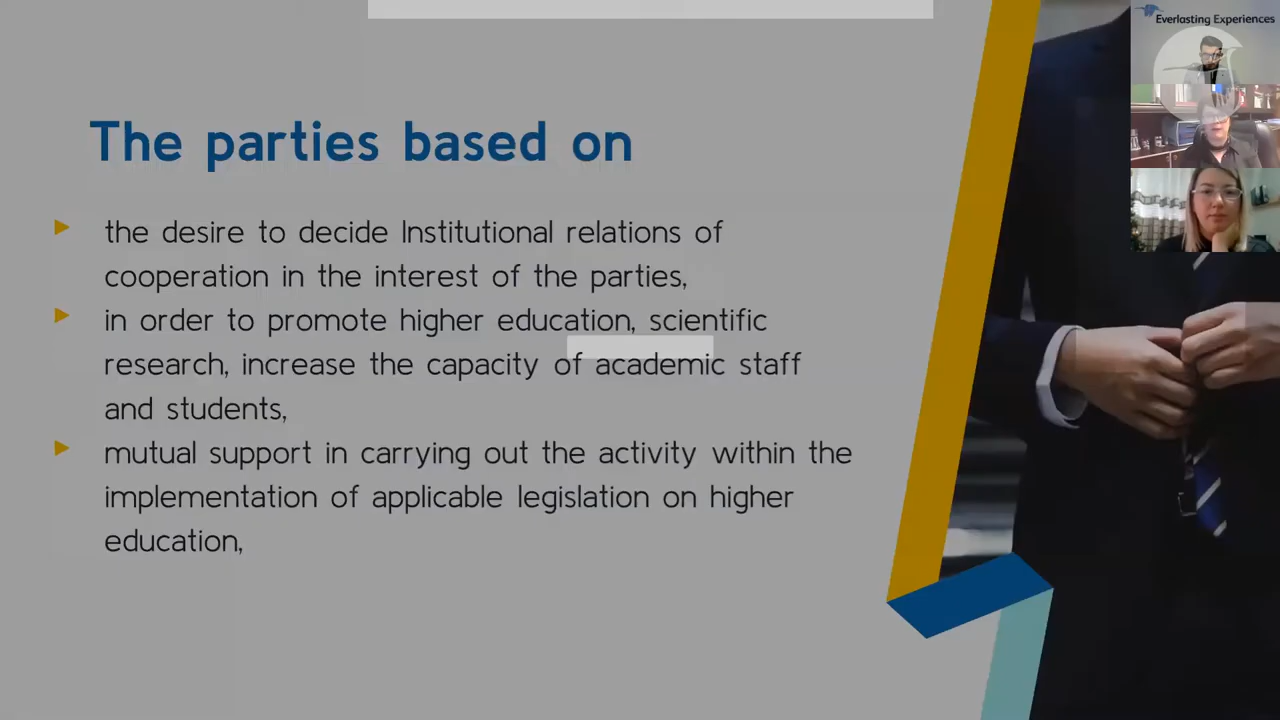 Everlasting Experiences
The parties based on
the desire to decide Institutional relations of
cooperation in the interest of the parties,
in order to promote higher education, scientific
research, increase the capacity of academic staff
and students,
mutual support in carrying out the activity within the
implementation of applicable legislation on higher
education,